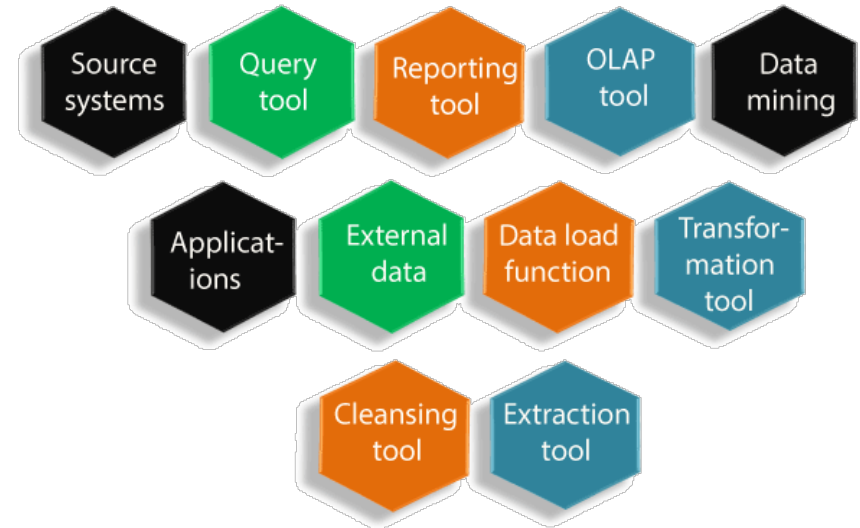 Source
systems
Query
tool
Reporting
tool
OLAP
tool
Data
mining
Applicat-
ions
External
data
Data load
function
Transfor-
mation
tool
Cleansing
tool
Extraction
tool